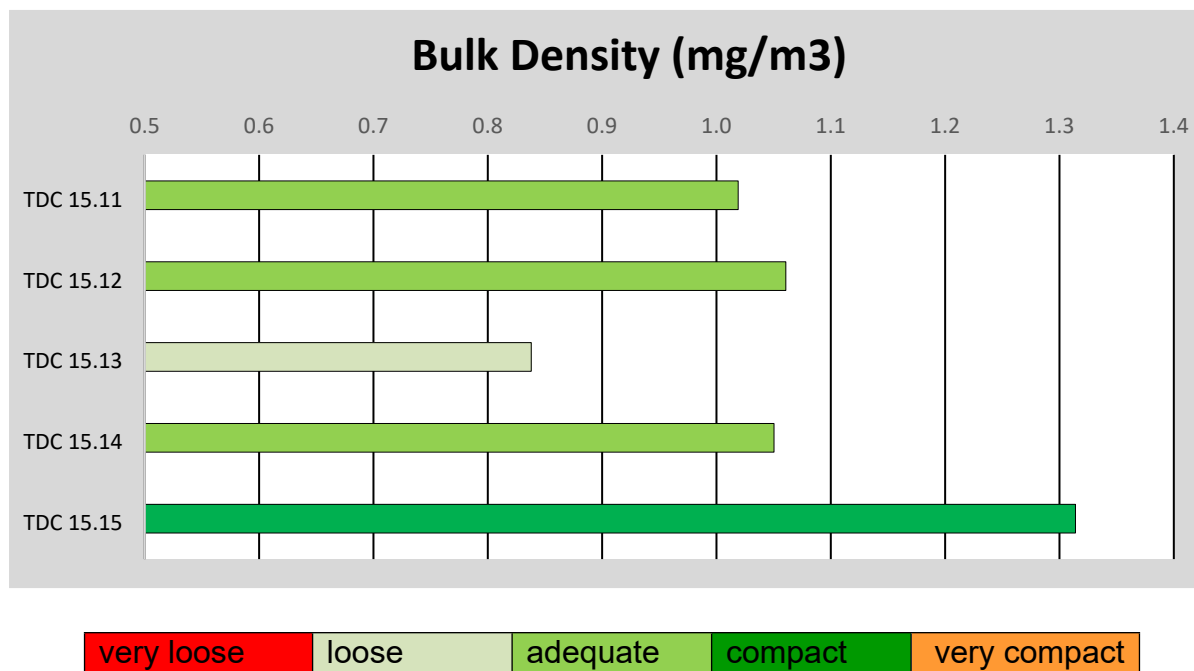 Bulk Density (mg/m3)
0.5 0.6 0.7 0.8 0.9 1.0 1.1 1.2 1.3 1.4
TDC 15.11
TDC 15.12
TDC 15.13
TDC 15.14
TDC 15.15
very loose loose adequate compact very compact